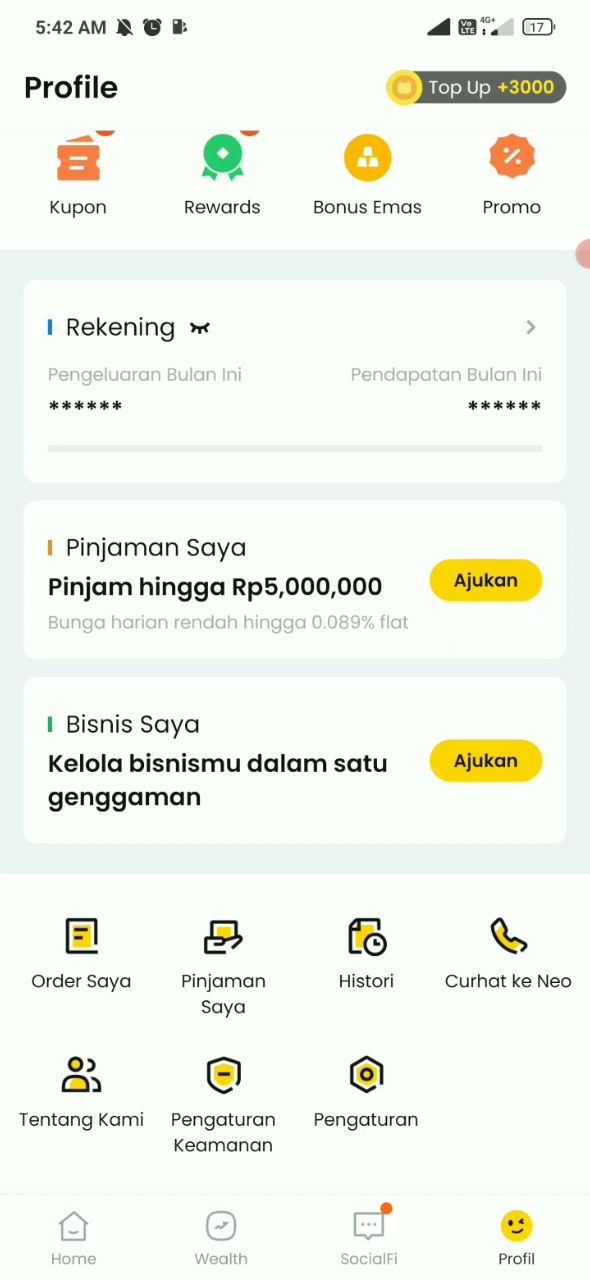 5:42 AM Vo LTE 4G+ 17
Profile
Top Up +3000
Kupon Rewards Bonus Emas Promo
Rekening
Pengeluaran Bulan Ini Pendapatan Bulan Ini
****** ******
Pinjaman Saya
Pinjam hingga Rp5,000,000
Ajukan
Bunga harian rendah hingga 0.089% flat
Bisnis Saya
Kelola bisnismu dalam satu
genggaman
Ajukan
Order Saya Pinjaman Saya Histori Curhat ke Neo
Tentang Kami Pengaturan Keamanan Pengaturan
Home Wealth SocialFi Profil